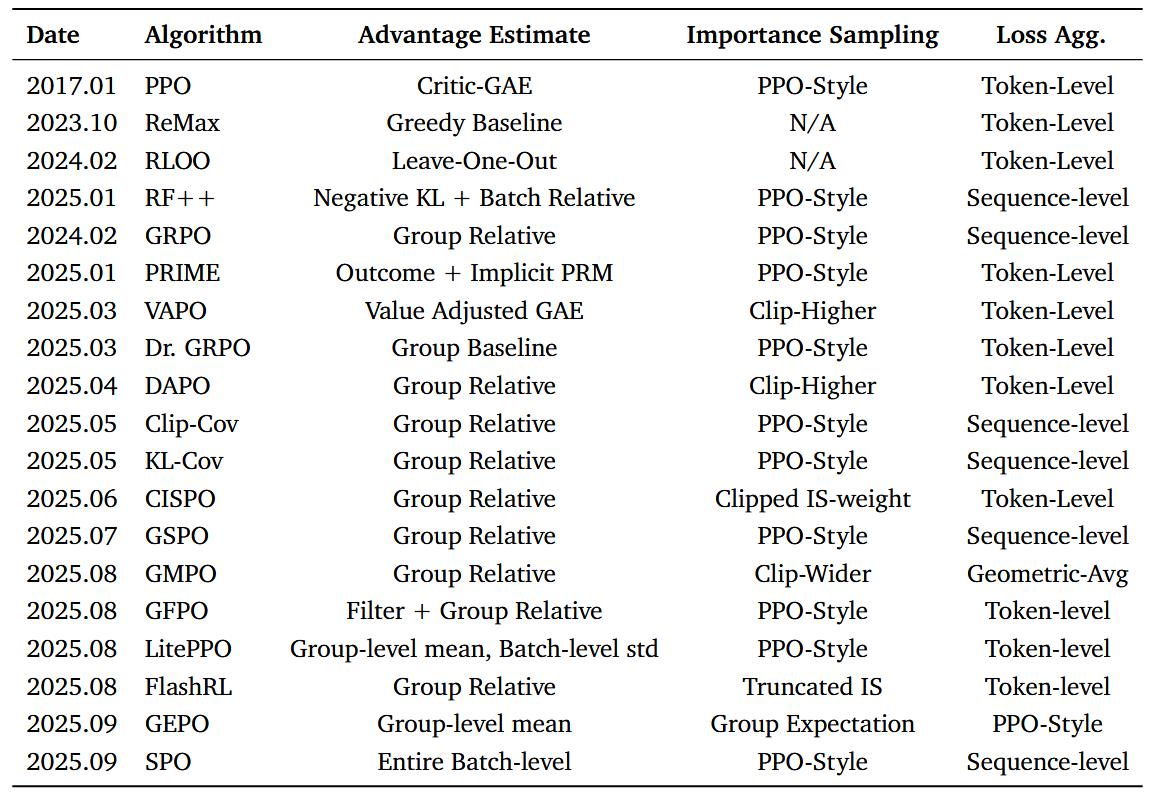 Date Algorithm Advantage Estimate Importance Sampling Loss Agg.
2017.01 PPO Critic-GAE PPO-Style Token-Level
2023.10 ReMax Greedy Baseline N/A Token-Level
2024.02 RLOO Leave-One-Out N/A Token-Level
2025.01 RF++ Negative KL + Batch Relative PPO-Style Sequence-level
2024.02 GRPO Group Relative PPO-Style Sequence-level
2025.01 PRIME Outcome + Implicit PRM PPO-Style Token-Level
2025.03 VAPO Value Adjusted GAE Clip-Higher Token-Level
2025.03 Dr. GRPO Group Baseline PPO-Style Token-Level
2025.04 DAPO Group Relative Clip-Higher Token-Level
2025.05 Clip-Cov Group Relative PPO-Style Sequence-level
2025.05 KL-Cov Group Relative PPO-Style Sequence-level
2025.06 CISPO Group Relative Clipped IS-weight Token-Level
2025.07 GSPO Group Relative PPO-Style Sequence-level
2025.08 GMPO Group Relative Clip-Wider Geometric-Avg
2025.08 GFPO Filter + Group Relative PPO-Style Token-level
2025.08 LitePPO Group-level mean, Batch-level std PPO-Style Token-level
2025.08 FlashRL Group Relative Truncated IS Token-level
2025.09 GEPO Group-level mean Group Expectation PPO-Style
2025.09 SPO Entire Batch-level PPO-Style Sequence-level